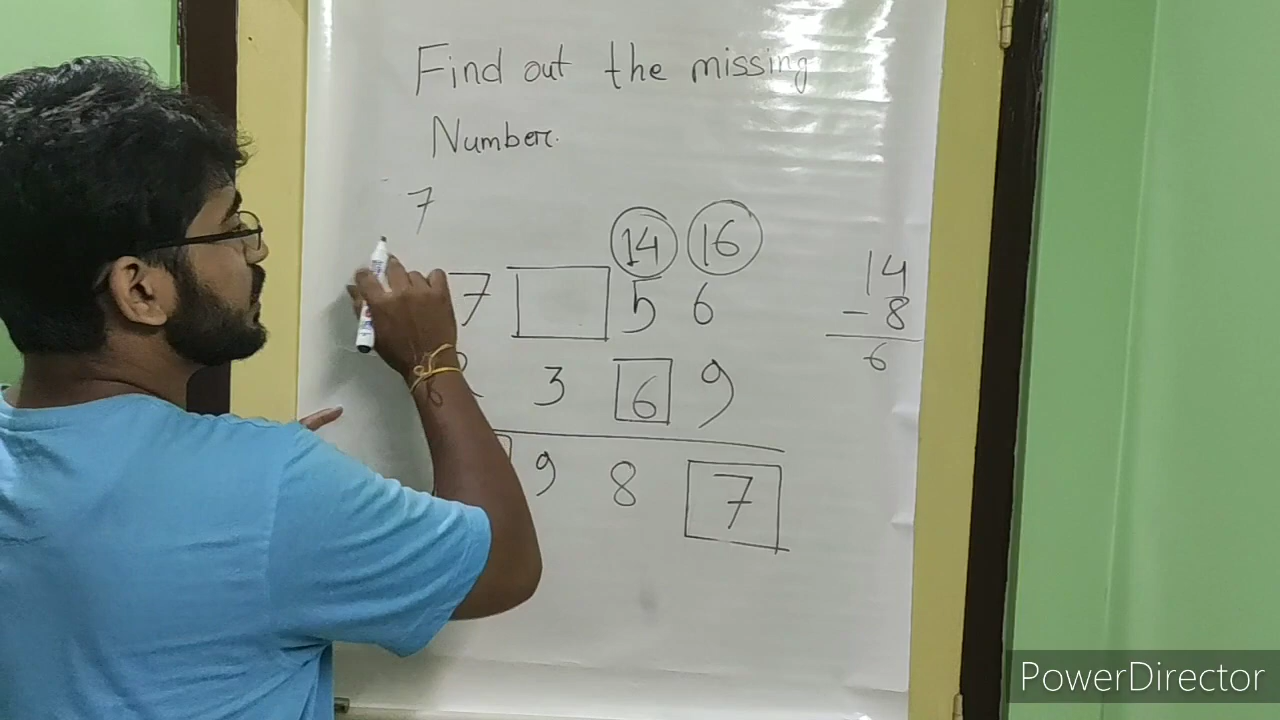 Find out the missing
Number.
7
14 16
14
7 5 6
- 8
6
3 6 9
9 8 7
PowerDirector